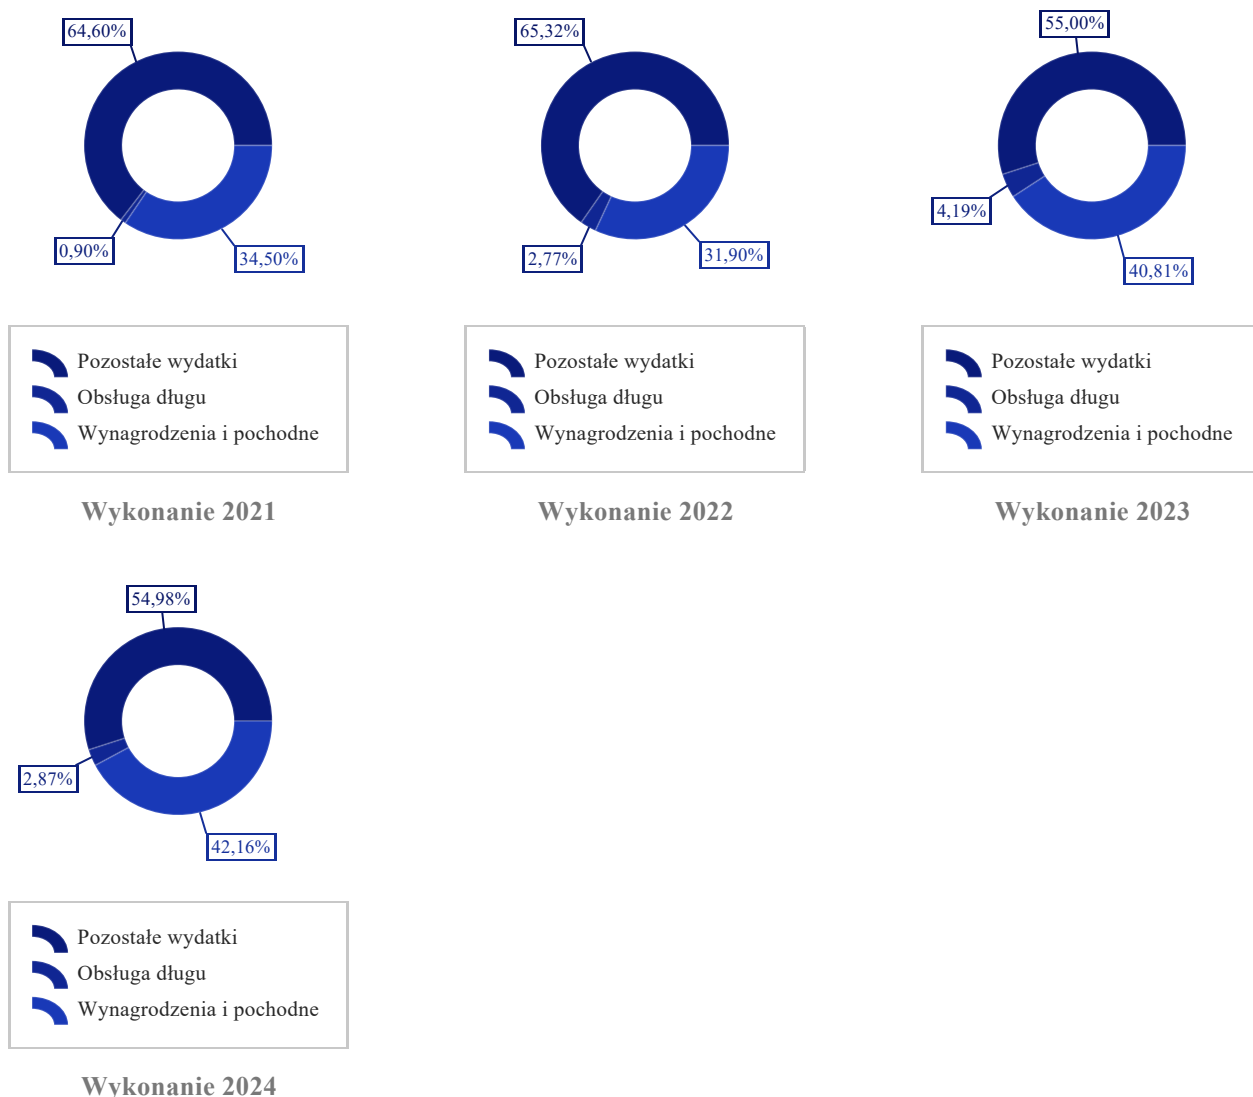 64,60%
0,90%
34,50%
Pozostałe wydatki
Obsługa długu
Wynagrodzenia i pochodne
Wykonanie 2021
65,32%
2,77%
31,90%
Pozostałe wydatki
Obsługa długu
Wynagrodzenia i pochodne
Wykonanie 2022
55,00%
4,19%
40,81%
Pozostałe wydatki
Obsługa długu
Wynagrodzenia i pochodne
Wykonanie 2023
54,98%
2,87%
42,16%
Pozostałe wydatki
Obsługa długu
Wynagrodzenia i pochodne
Wykonanie 2024